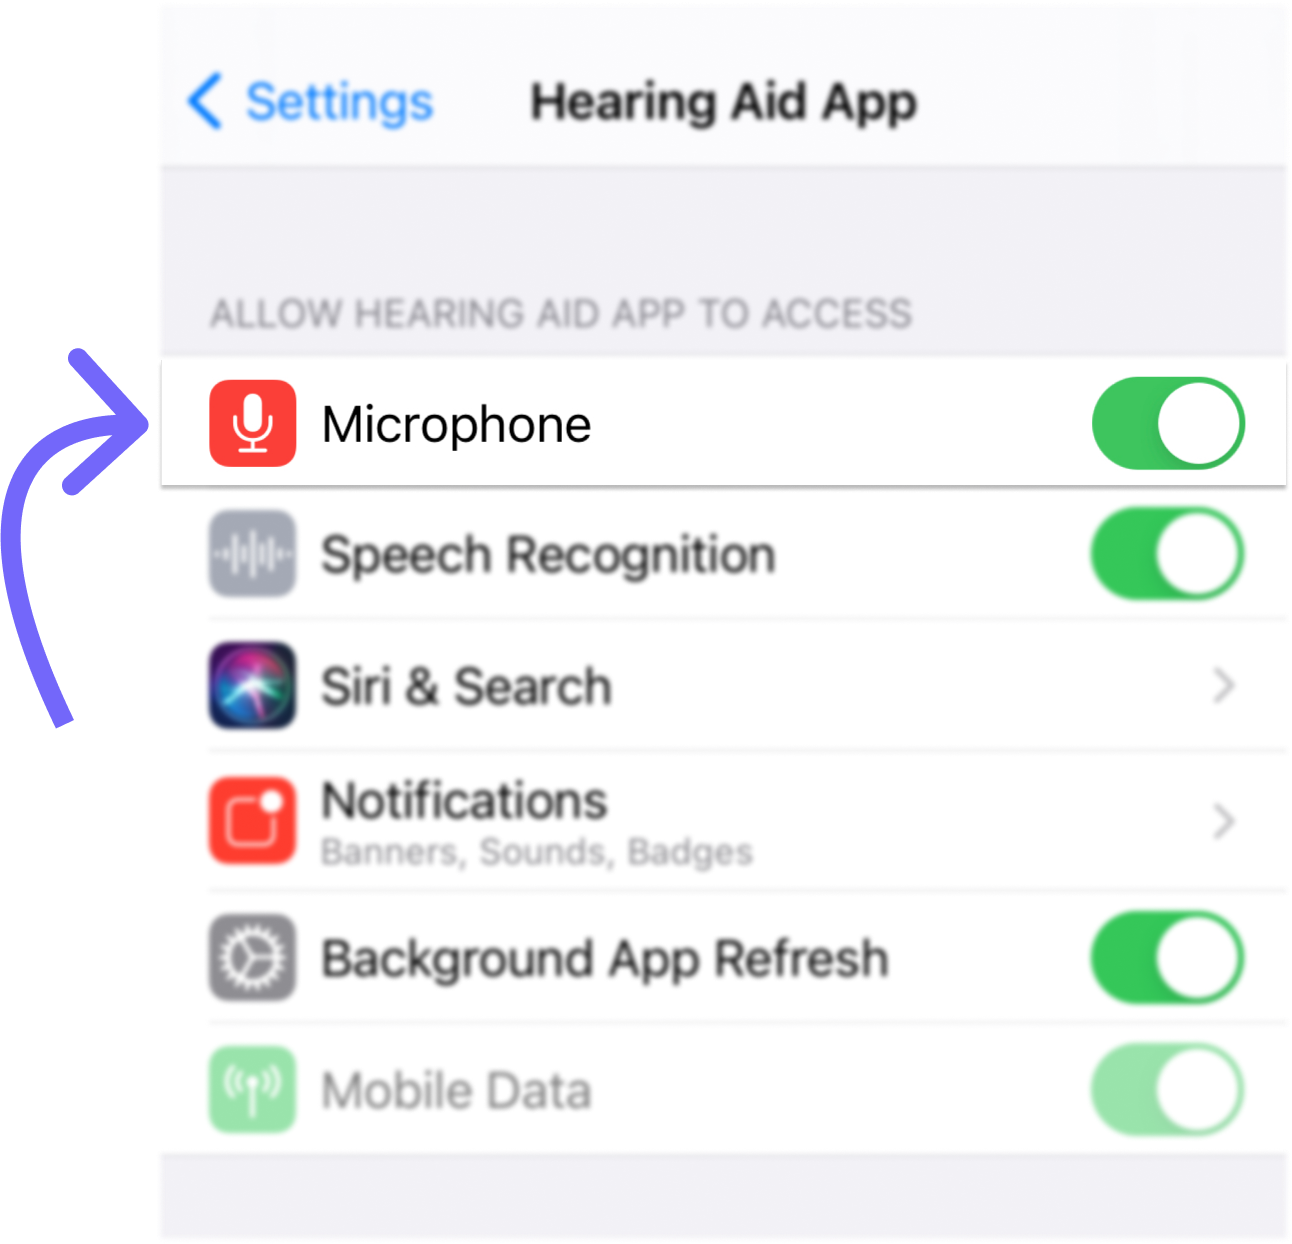 Settings Hearing Aid App
ALLOW HEARING AID APP TO ACCESS
Microphone
Speech Recognition
Siri & Search
Notifications
Banners, Sounds, Badges
Background App Refresh
Mobile Data